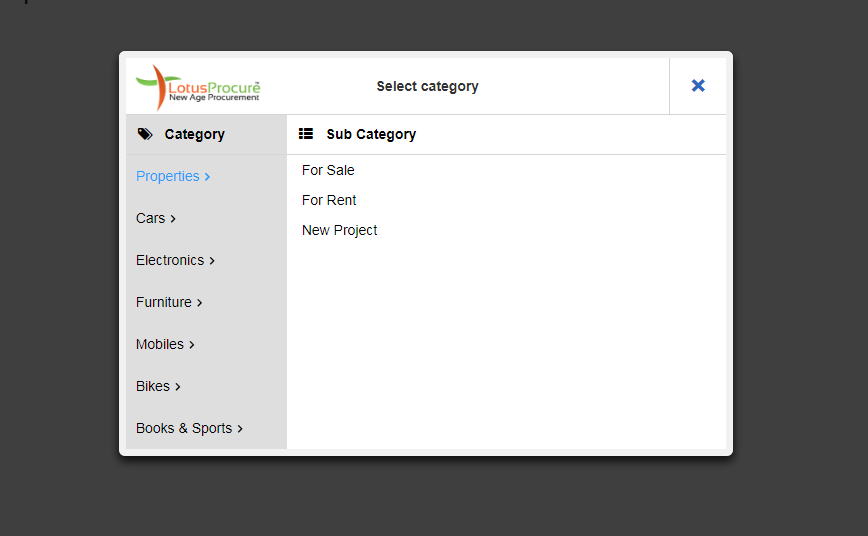 LotusProcure™
New Age Procurement
Select category
Category
Sub Category
Properties
Cars
Electronics
Furniture
Mobiles
Bikes
Books & Sports
For Sale
For Rent
New Project